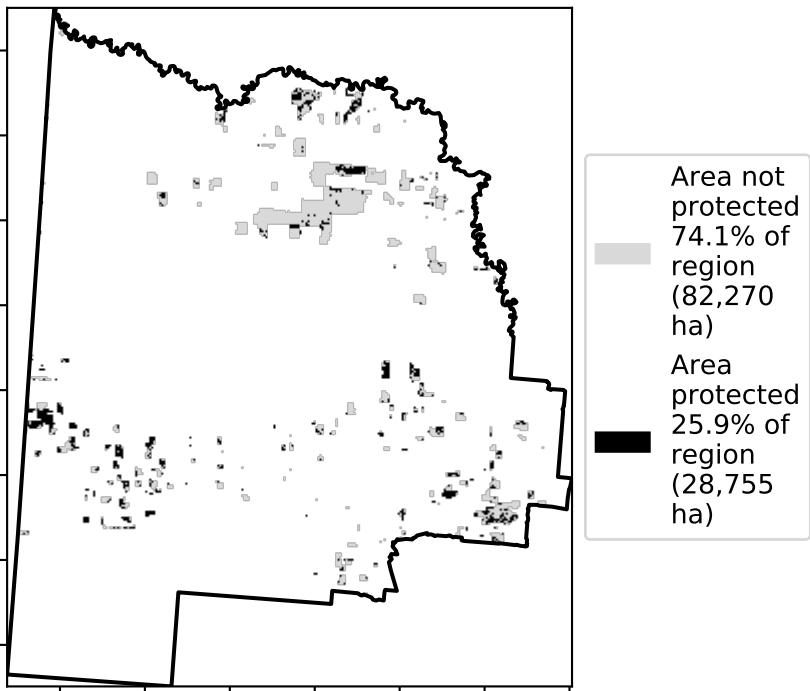 Area not
protected
74.1% of
region
(82,270
ha)
Area
protected
25.9% of
region
(28,755
ha)